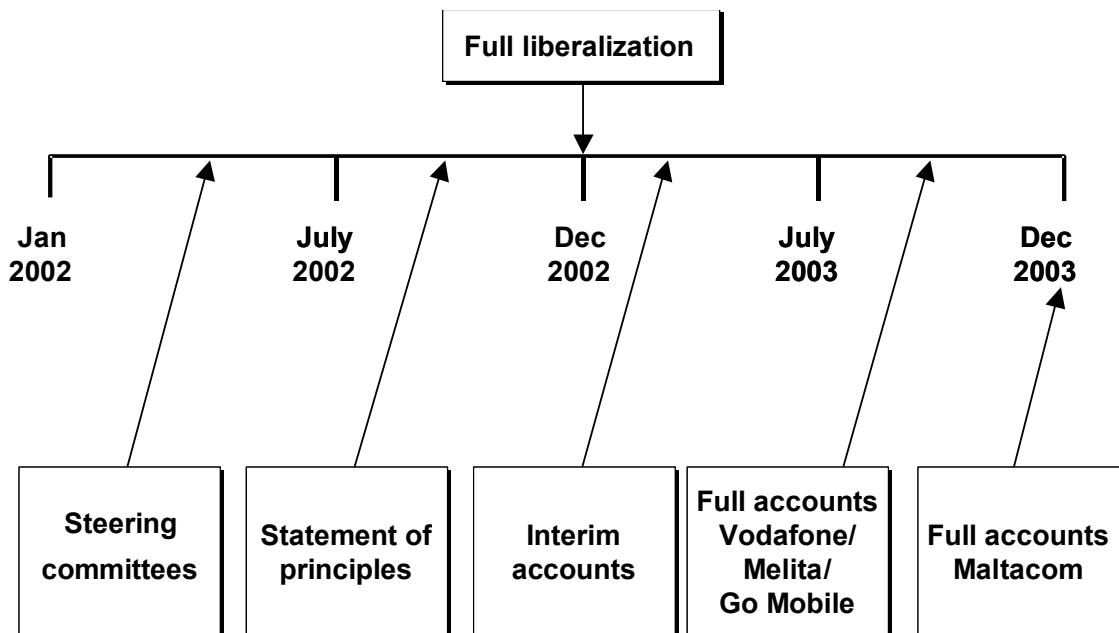 Full liberalization
Jan
2002
July
2002
Dec
2002
July
2003
Dec
2003
Steering
committees
Statement of
principles
Interim
accounts
Full accounts
Vodafone/
Melita/
Go Mobile
Full accounts
Maltacom